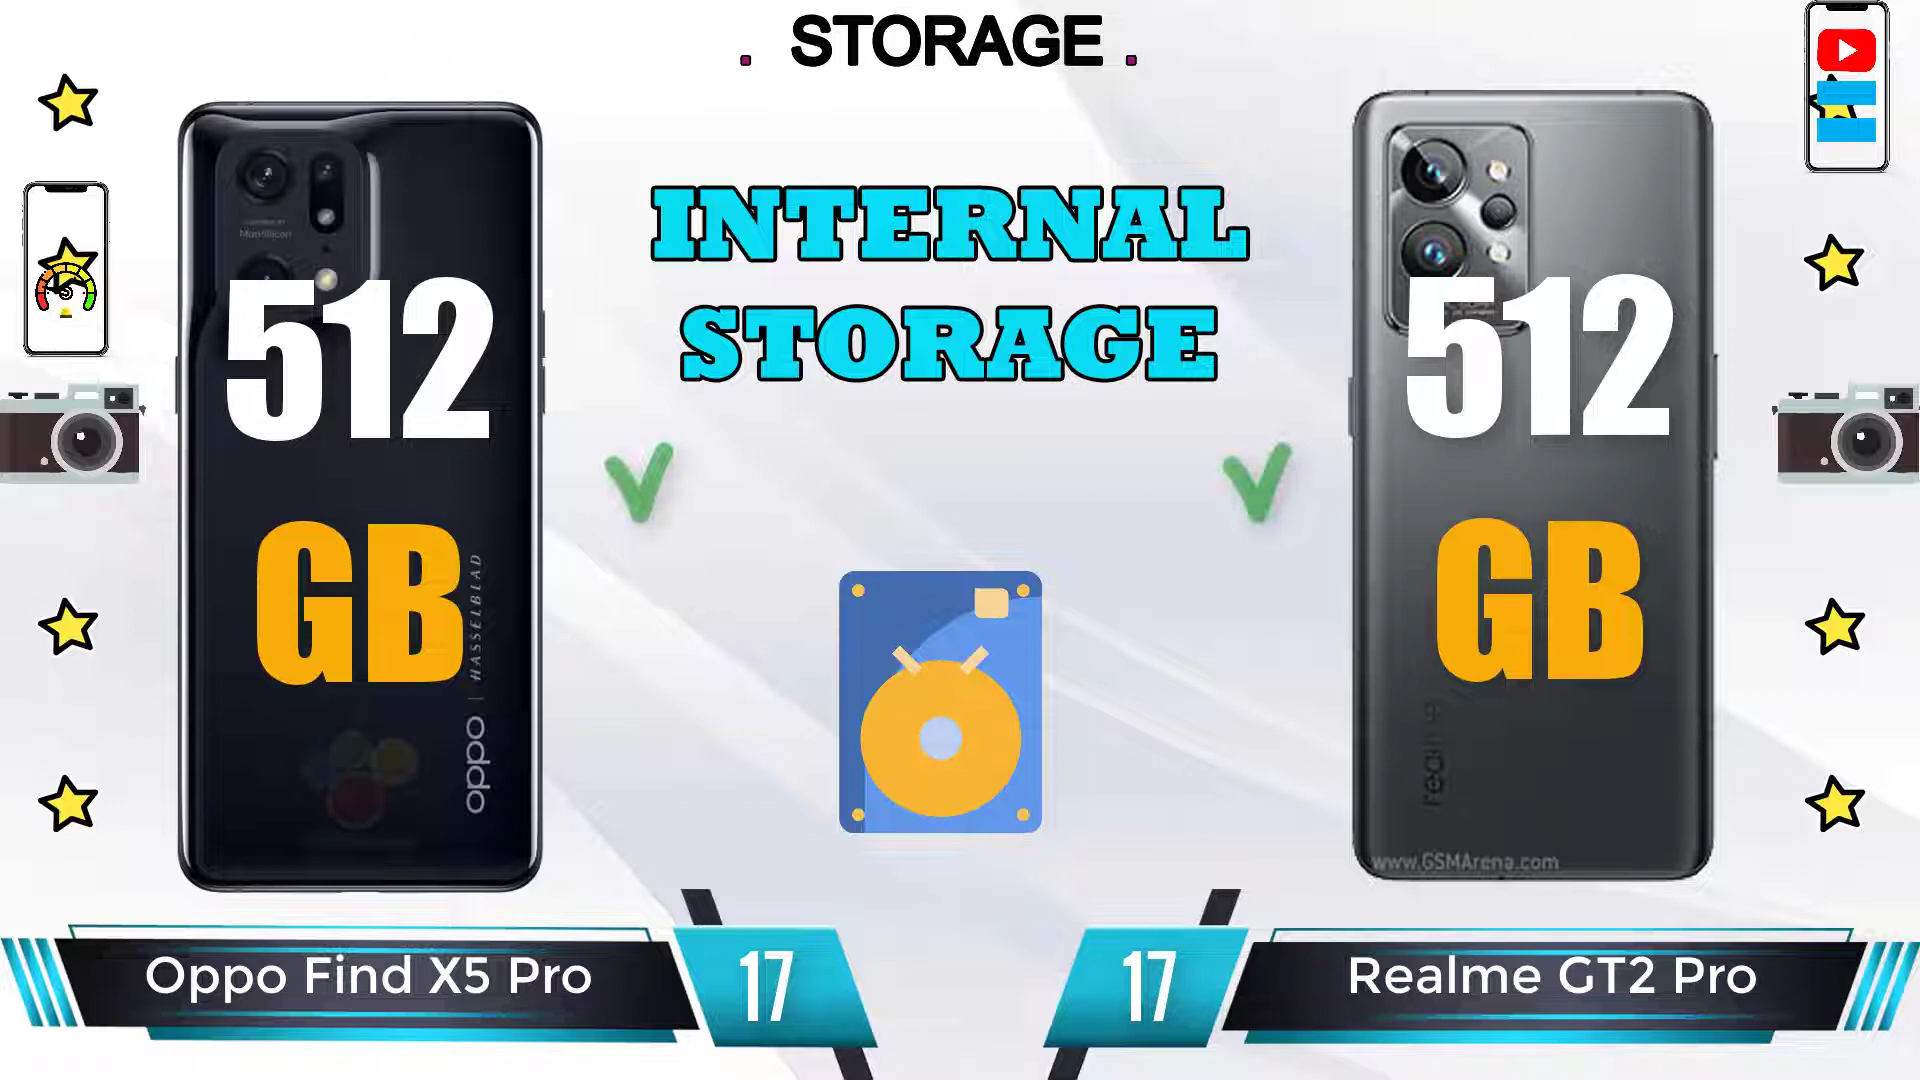 . STORAGE .
INTERNAL
STORAGE
512
GB
HASSELBLAD
oppo
512
GB
realme
www.GSMArena.com
Oppo Find X5 Pro
17
17
Realme GT2 Pro